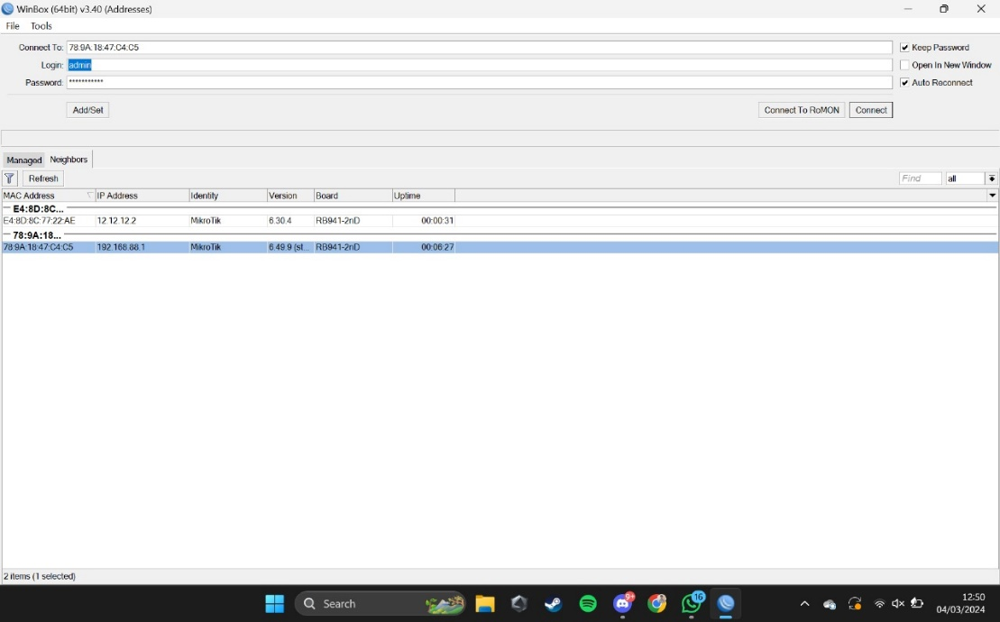 WinBox (64bit) v3.40 (Addresses)
File Tools
Connect To: 78:9A:18:47:C4:C5
Keep Password
Login: admin
Open In New Window
Password: ***********
Auto Reconnect
Add/Set Connect To RoMON Connect
Managed Neighbors
Refresh Find all
MAC Address IP Address Identity Version Board Uptime
E4:8D:8C...
E4:8D:8C:77:22:AE 12.12.12.2 MikroTik 6.30.4 RB941-2nD 00:00:31
78:9A:18...
78:9A:18:47:C4:C5 192.168.88.1 MikroTik 6.49.9 (st... RB941-2nD 00:06:27
2 items (1 selected)
Search 9+ 16 12:50
04/03/2024